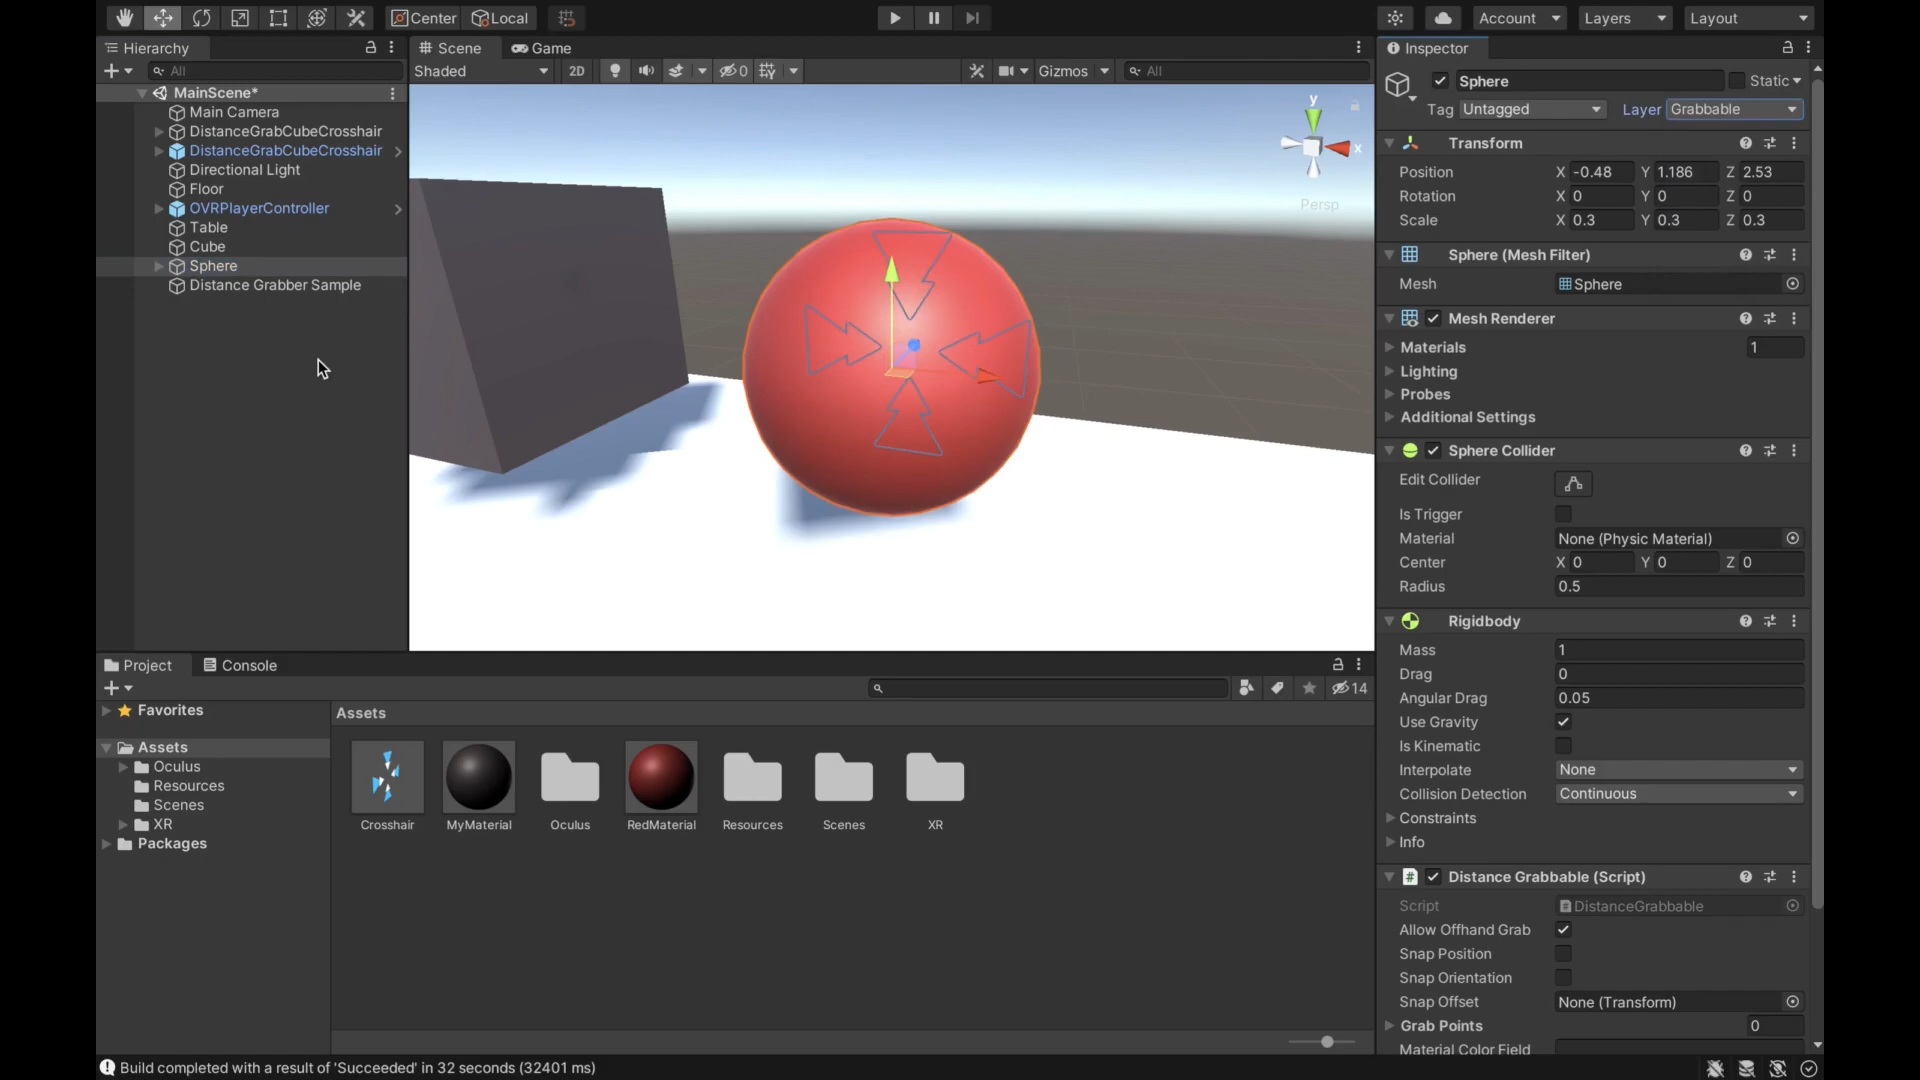 Center
Local
Account
Layers
Layout
Hierarchy
All
MainScene*
Main Camera
DistanceGrabCubeCrosshair
DistanceGrabCubeCrosshair
Directional Light
Floor
OVRPlayerController
Table
Cube
Sphere
Distance Grabber Sample
Scene
Game
Shaded
2D
0
Gizmos
All
y
x
Persp
Inspector
Sphere
Static
Tag Untagged
Layer Grabbable
Transform
Position X -0.48 Y 1.186 Z 2.53
Rotation X 0 Y 0 Z 0
Scale X 0.3 Y 0.3 Z 0.3
Sphere (Mesh Filter)
Mesh Sphere
Mesh Renderer
Materials 1
Lighting
Probes
Additional Settings
Sphere Collider
Edit Collider
Is Trigger
Material None (Physic Material)
Center X 0 Y 0 Z 0
Radius 0.5
Rigidbody
Mass 1
Drag 0
Angular Drag 0.05
Use Gravity
Is Kinematic
Interpolate None
Collision Detection Continuous
Constraints
Info
Distance Grabbable (Script)
Script DistanceGrabbable
Allow Offhand Grab
Snap Position
Snap Orientation
Snap Offset None (Transform)
Grab Points 0
Material Color Field
Project
Console
14
Favorites
Assets
Oculus
Resources
Scenes
XR
Packages
Assets
Crosshair
MyMaterial
Oculus
RedMaterial
Resources
Scenes
XR
Build completed with a result of 'Succeeded' in 32 seconds (32401 ms)